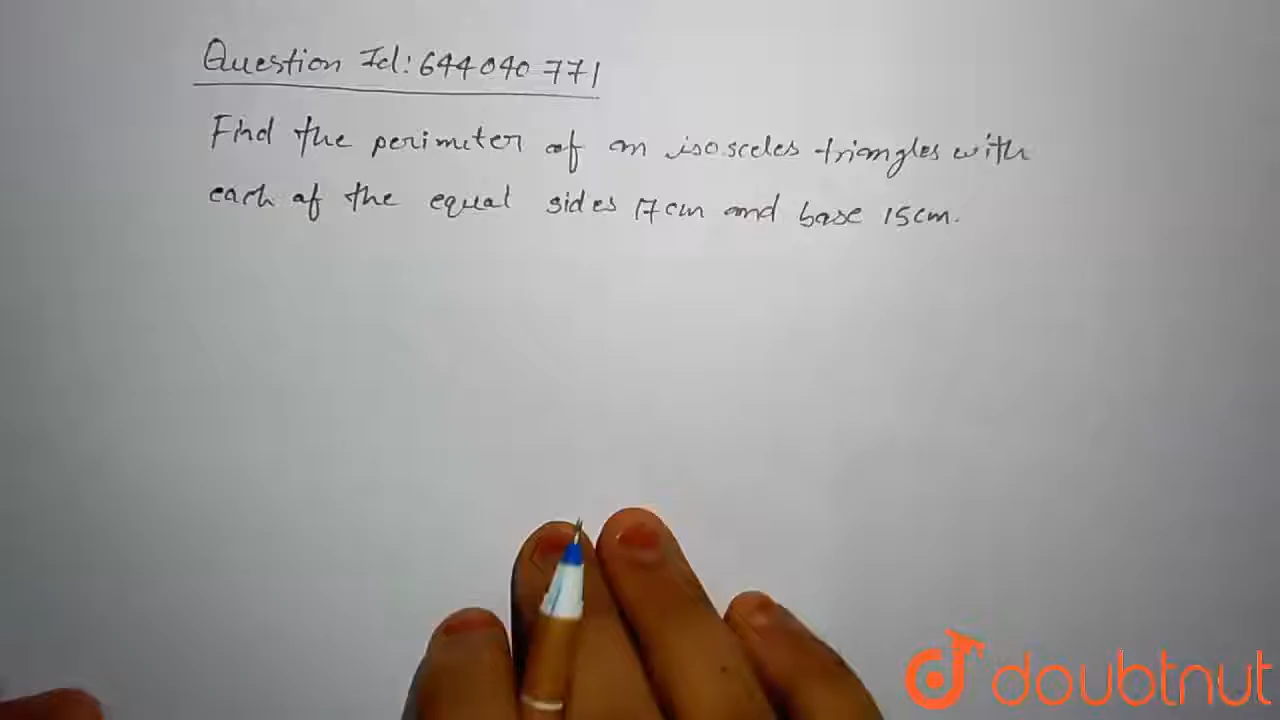 Question Id: 644040771
Find the perimeter of an isosceles triangles with
each of the equal sides 17cm and base 15cm.
doubtnut